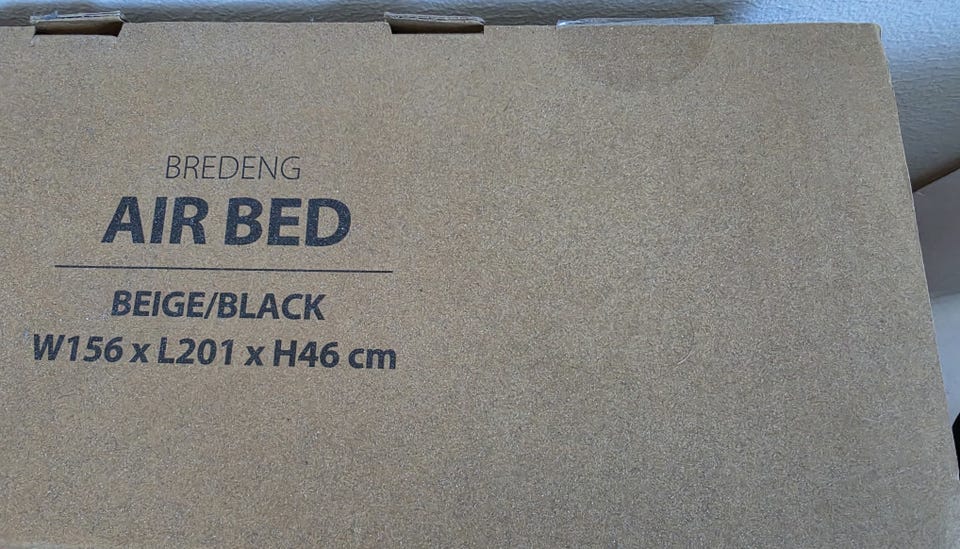 BREDENG
AIR BED
BEIGE/BLACK
W156 x L201 x H46 cm